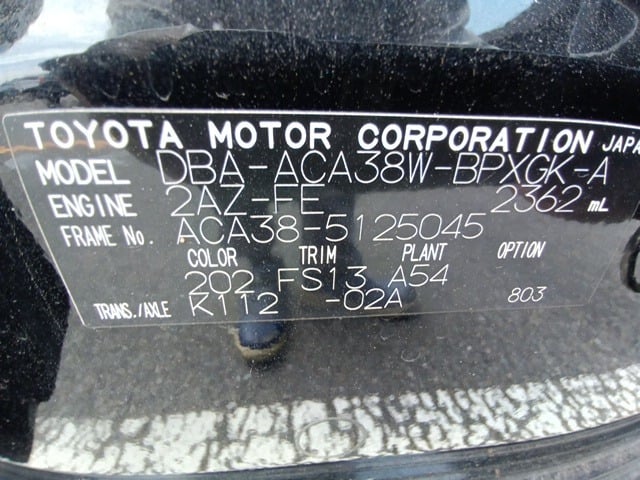 TOYOTA MOTOR CORPORATION JAPA
MODEL DBA-ACA38W-BPXGK-A
ENGINE 2AZ-FE 2362 mL
FRAME No. ACA38-5125045
COLOR TRIM PLANT OPTION
202 FS13 A54
TRANS./AXLE K112 -02A 803